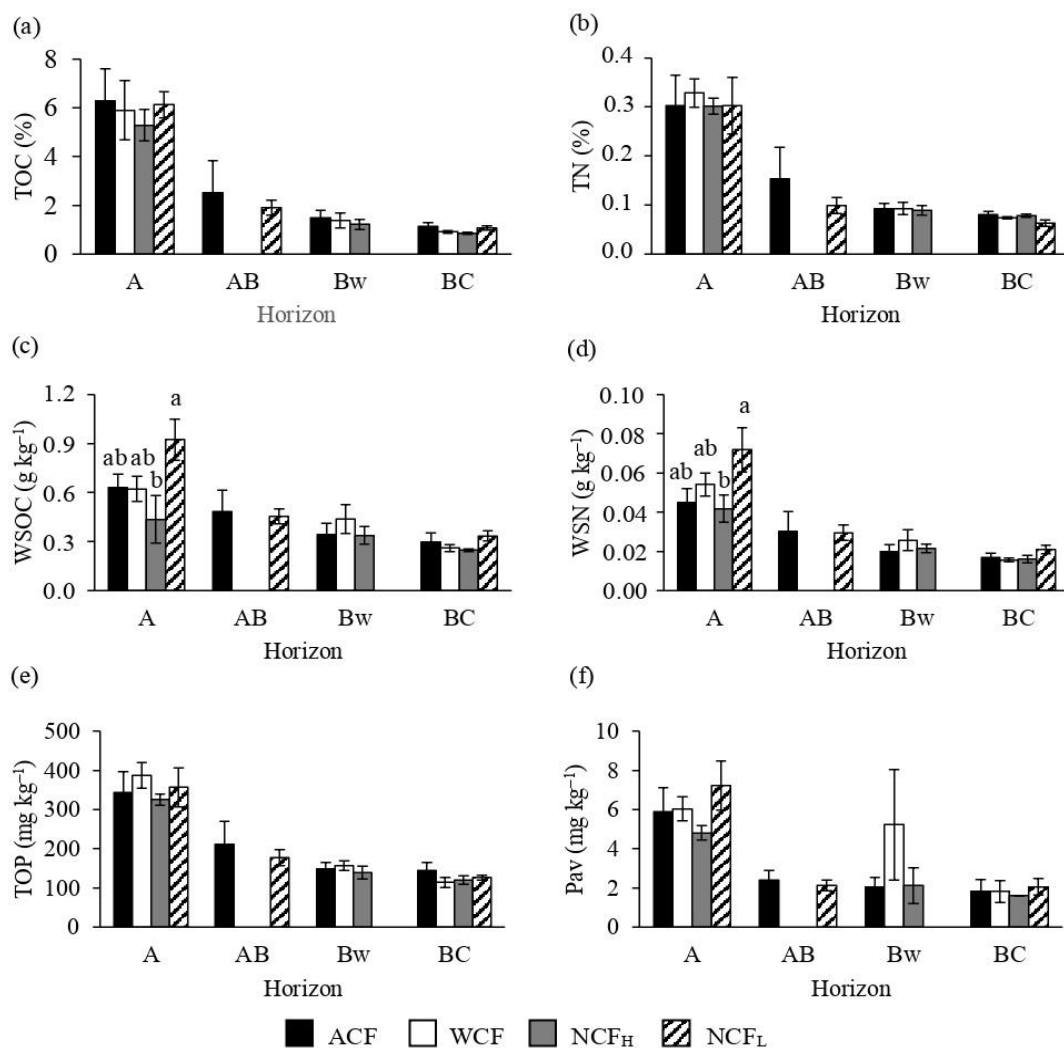 (a)
8
6
4
2
0
TOC (%)
A AB Bw BC
Horizon
(b)
0.4
0.3
0.2
0.1
0.0
TN (%)
A AB Bw BC
Horizon
(c)
1.2
0.9
0.6
0.3
0.0
WSOC (g kg⁻¹)
a
ab ab
b
A AB Bw BC
Horizon
(d)
0.10
0.08
0.06
0.04
0.02
0.00
WSN (g kg⁻¹)
a
ab
ab b
A AB Bw BC
Horizon
(e)
500
400
300
200
100
0
TOP (mg kg⁻¹)
A AB Bw BC
Horizon
(f)
10
8
6
4
2
0
Pav (mg kg⁻¹)
A AB Bw BC
Horizon
ACF WCF NCF_H NCF_L